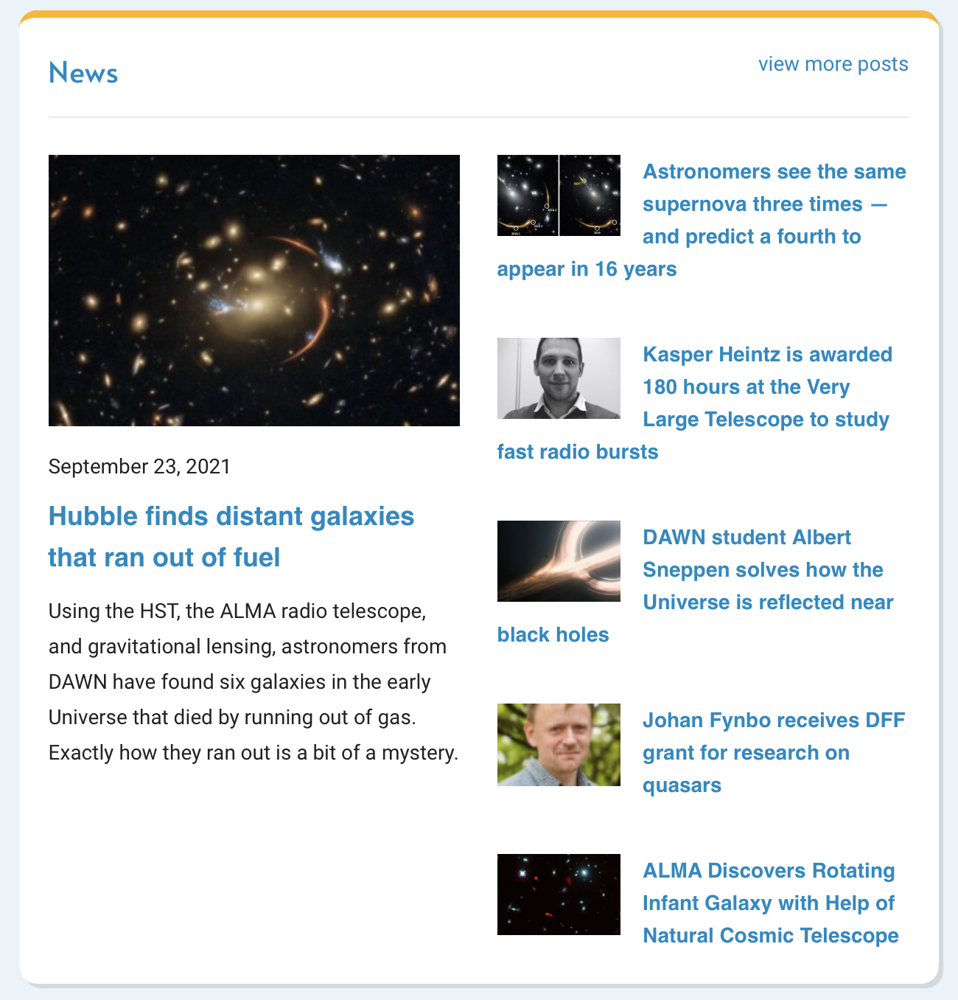 News
view more posts
September 23, 2021
Hubble finds distant galaxies
that ran out of fuel
Using the HST, the ALMA radio telescope,
and gravitational lensing, astronomers from
DAWN have found six galaxies in the early
Universe that died by running out of gas.
Exactly how they ran out is a bit of a mystery.
Astronomers see the same
supernova three times —
and predict a fourth to
appear in 16 years
Kasper Heintz is awarded
180 hours at the Very
Large Telescope to study
fast radio bursts
DAWN student Albert
Sneppen solves how the
Universe is reflected near
black holes
Johan Fynbo receives DFF
grant for research on
quasars
ALMA Discovers Rotating
Infant Galaxy with Help of
Natural Cosmic Telescope